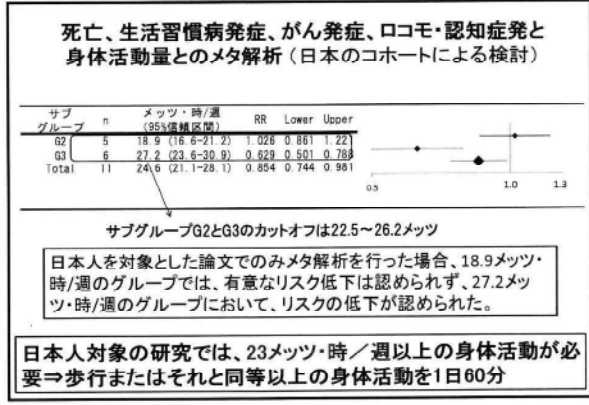 死亡、生活習慣病発症、がん発症、ロコモ・認知症発と
身体活動量とのメタ解析（日本のコホートによる検討）
サブグループ n メッツ・時/週 (95%信頼区間) RR Lower Upper
G2 5 18.9 (16.6-21.2) 1.026 0.861 1.221
G3 6 27.2 (23.6-30.9) 0.629 0.501 0.788
Total 11 24.6 (21.1-28.1) 0.854 0.744 0.981
0.5 1.0 1.3
サブグループG2とG3のカットオフは22.5～26.2メッツ
日本人を対象とした論文でのみメタ解析を行った場合、18.9メッツ・
時/週のグループでは、有意なリスク低下は認められず、27.2メッ
ツ・時/週のグループにおいて、リスクの低下が認められた。
日本人対象の研究では、23メッツ・時／週以上の身体活動が必
要⇒歩行またはそれと同等以上の身体活動を1日60分